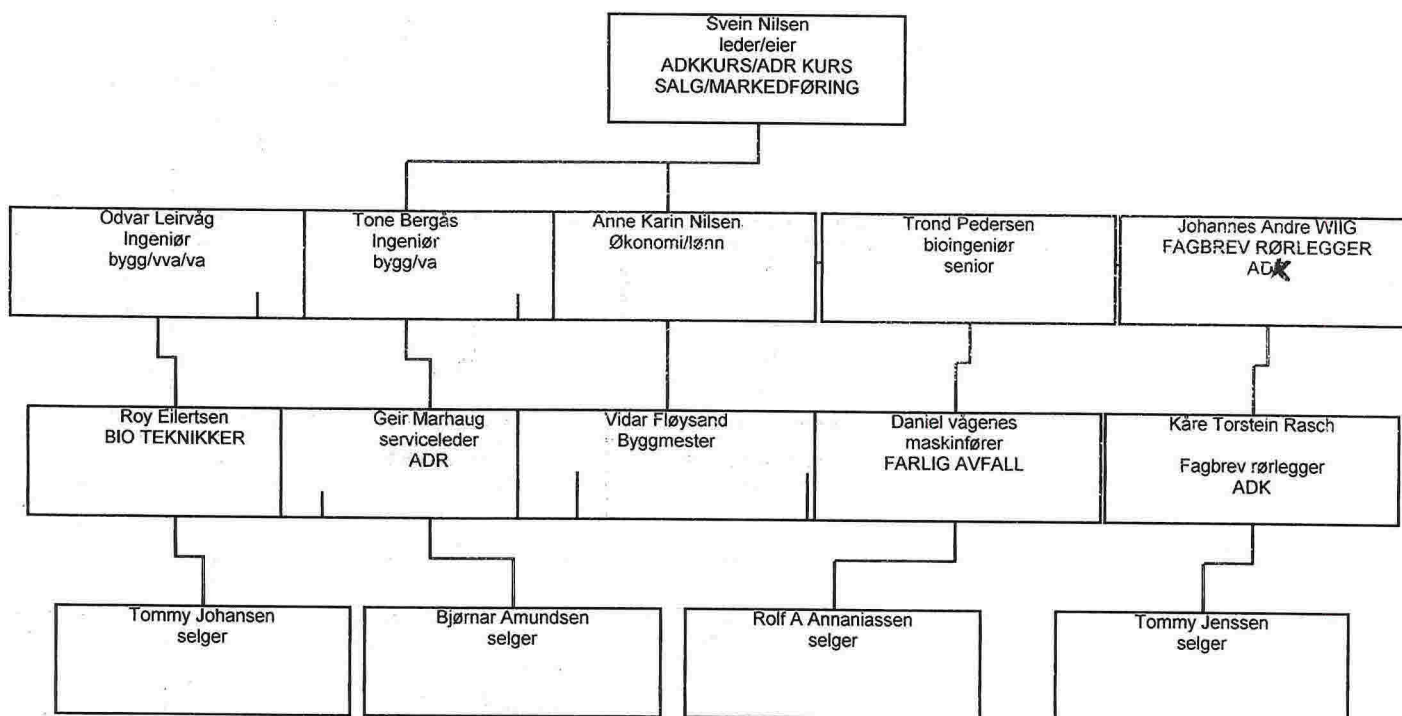 Svein Nilsen
leder/eier
ADKKURS/ADR KURS
SALG/MARKEDFØRING
Odvar Leirvåg
Ingeniør
bygg/vva/va
Tone Bergås
Ingeniør
bygg/va
Anne Karin Nilsen
Økonomi/lønn
Trond Pedersen
bioingeniør
senior
Johannes Andre WIIG
FAGBREV RØRLEGGER
ADK
Roy Eilertsen
BIO TEKNIKKER
Geir Marhaug
serviceleder
ADR
Vidar Fløysand
Byggmester
Daniel vågenes
maskinfører
FARLIG AVFALL
Kåre Torstein Rasch
Fagbrev rørlegger
ADK
Tommy Johansen
selger
Bjørnar Amundsen
selger
Rolf A Annaniassen
selger
Tommy Jenssen
selger